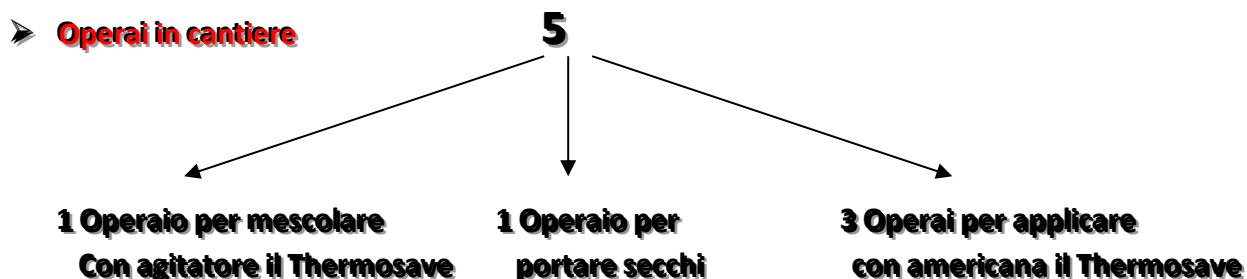 ➢ Operai in cantiere 5
1 Operaio per mescolare 1 Operaio per 3 Operai per applicare
Con agitatore il Thermosave portare secchi con americana il Thermosave